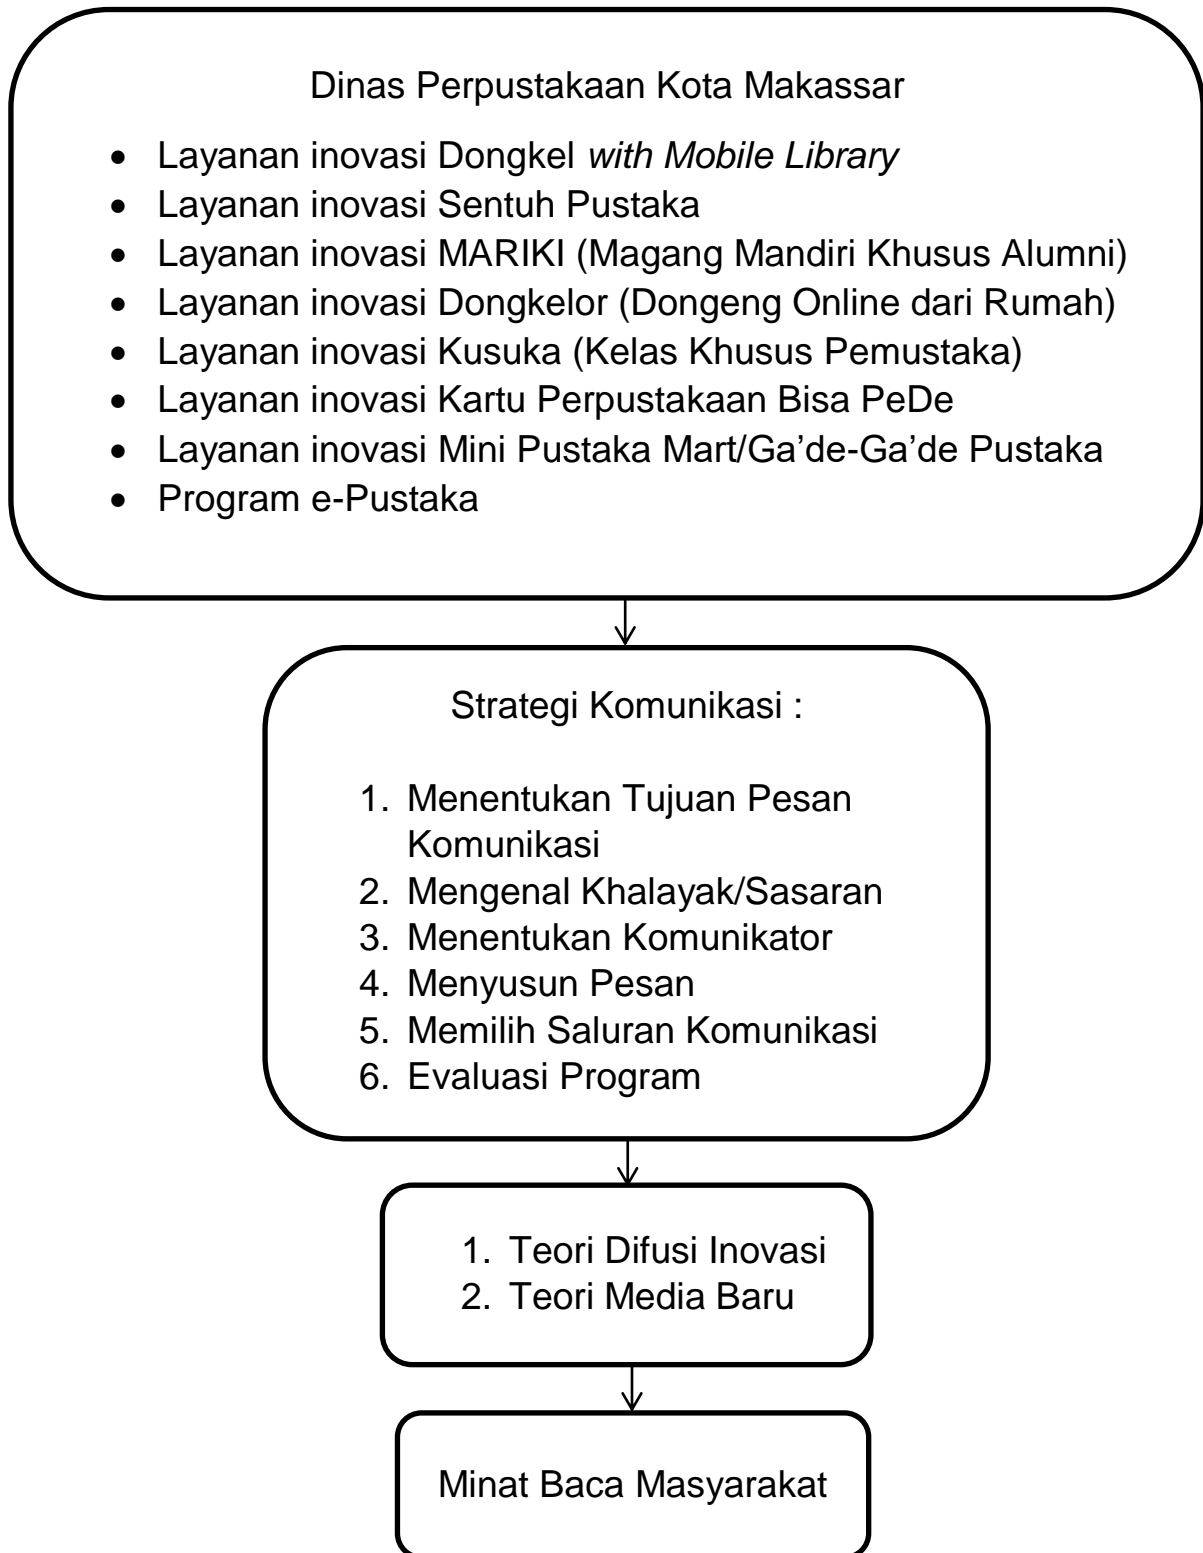 Dinas Perpustakaan Kota Makassar
• Layanan inovasi Dongkel with Mobile Library
• Layanan inovasi Sentuh Pustaka
• Layanan inovasi MARIKI (Magang Mandiri Khusus Alumni)
• Layanan inovasi Dongkelor (Dongeng Online dari Rumah)
• Layanan inovasi Kusuka (Kelas Khusus Pemustaka)
• Layanan inovasi Kartu Perpustakaan Bisa PeDe
• Layanan inovasi Mini Pustaka Mart/Ga’de-Ga’de Pustaka
• Program e-Pustaka
Strategi Komunikasi :
1. Menentukan Tujuan Pesan
Komunikasi
2. Mengenal Khalayak/Sasaran
3. Menentukan Komunikator
4. Menyusun Pesan
5. Memilih Saluran Komunikasi
6. Evaluasi Program
1. Teori Difusi Inovasi
2. Teori Media Baru
Minat Baca Masyarakat